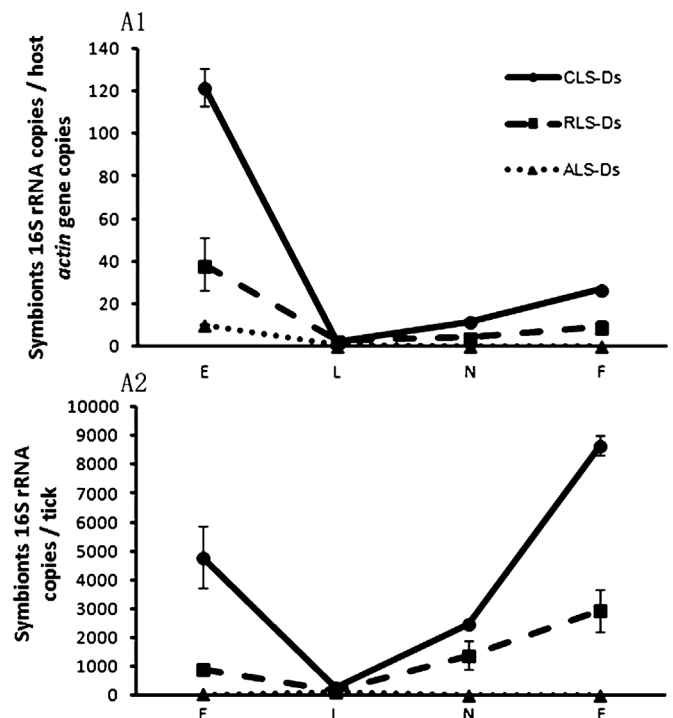 A1
Symbionts 16S rRNA copies / host
actin gene copies
140
120
100
80
60
40
20
0
CLS-Ds
RLS-Ds
ALS-Ds
E L N F
A2
Symbionts 16S rRNA
copies / tick
10000
9000
8000
7000
6000
5000
4000
3000
2000
1000
0
E L N F